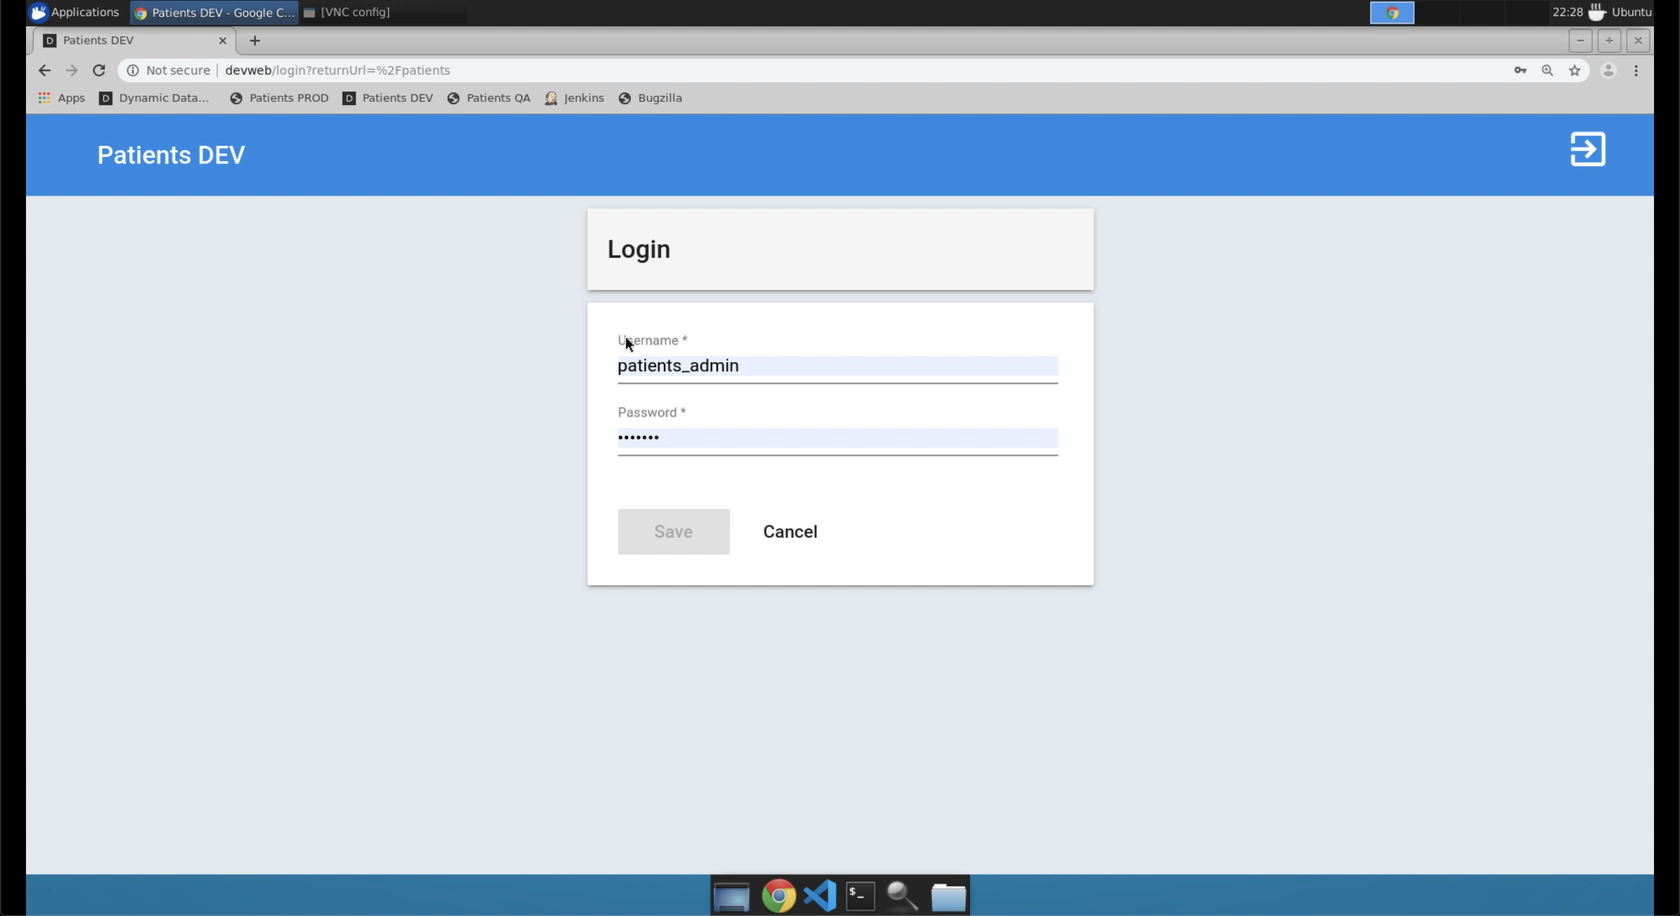 Applications
Patients DEV - Google C...
[VNC config]
22:28
Ubuntu
D Patients DEV
Not secure
devweb/login?returnUrl=%2Fpatients
Apps
D Dynamic Data...
Patients PROD
D Patients DEV
Patients QA
Jenkins
Bugzilla
Patients DEV
Login
Username *
patients_admin
Password *
•••••••
Save
Cancel
$_